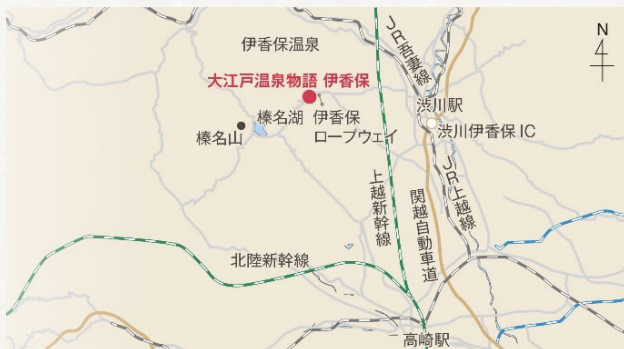 N
伊香保温泉
JR吾妻線
大江戸温泉物語 伊香保
渋川駅
榛名湖
伊香保
ロープウェイ
渋川伊香保IC
榛名山
上越新幹線
関越自動車道
JR上越線
北陸新幹線
高崎駅